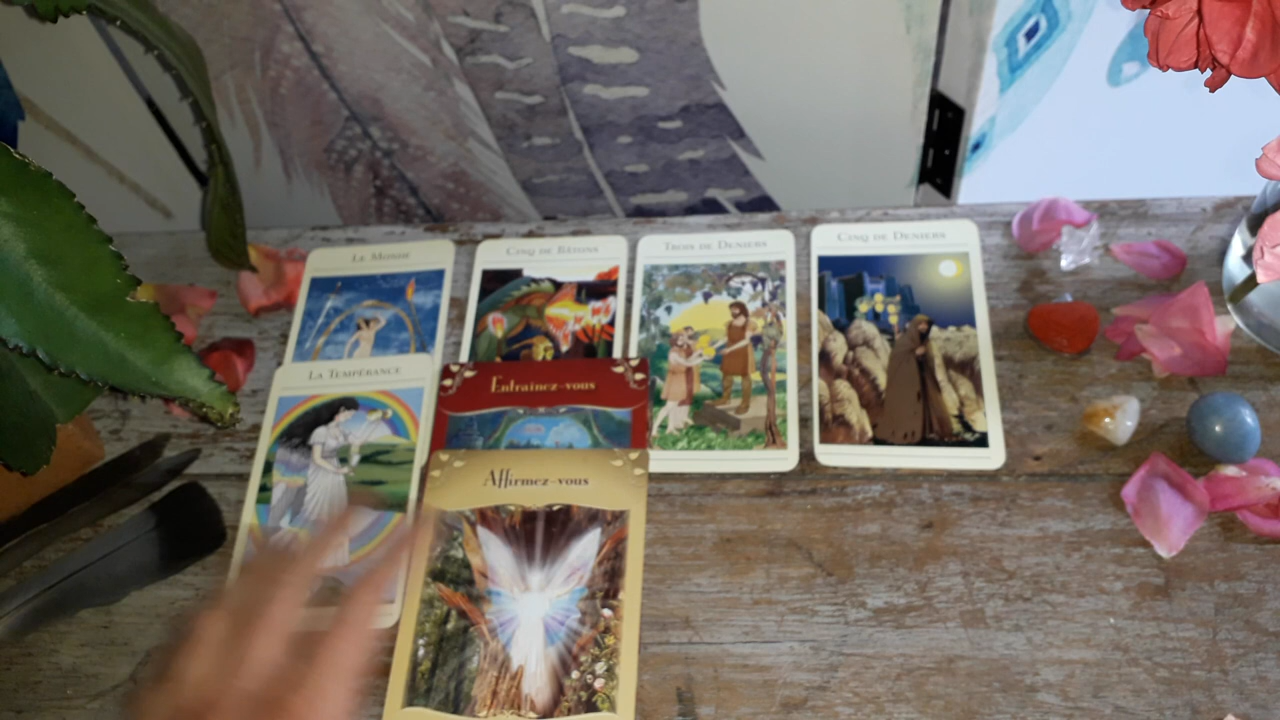 Le Monde
Cinq de Bâtons
Trois de Deniers
Cinq de Deniers
La Tempérance
Entraînez-vous
Affirmez-vous